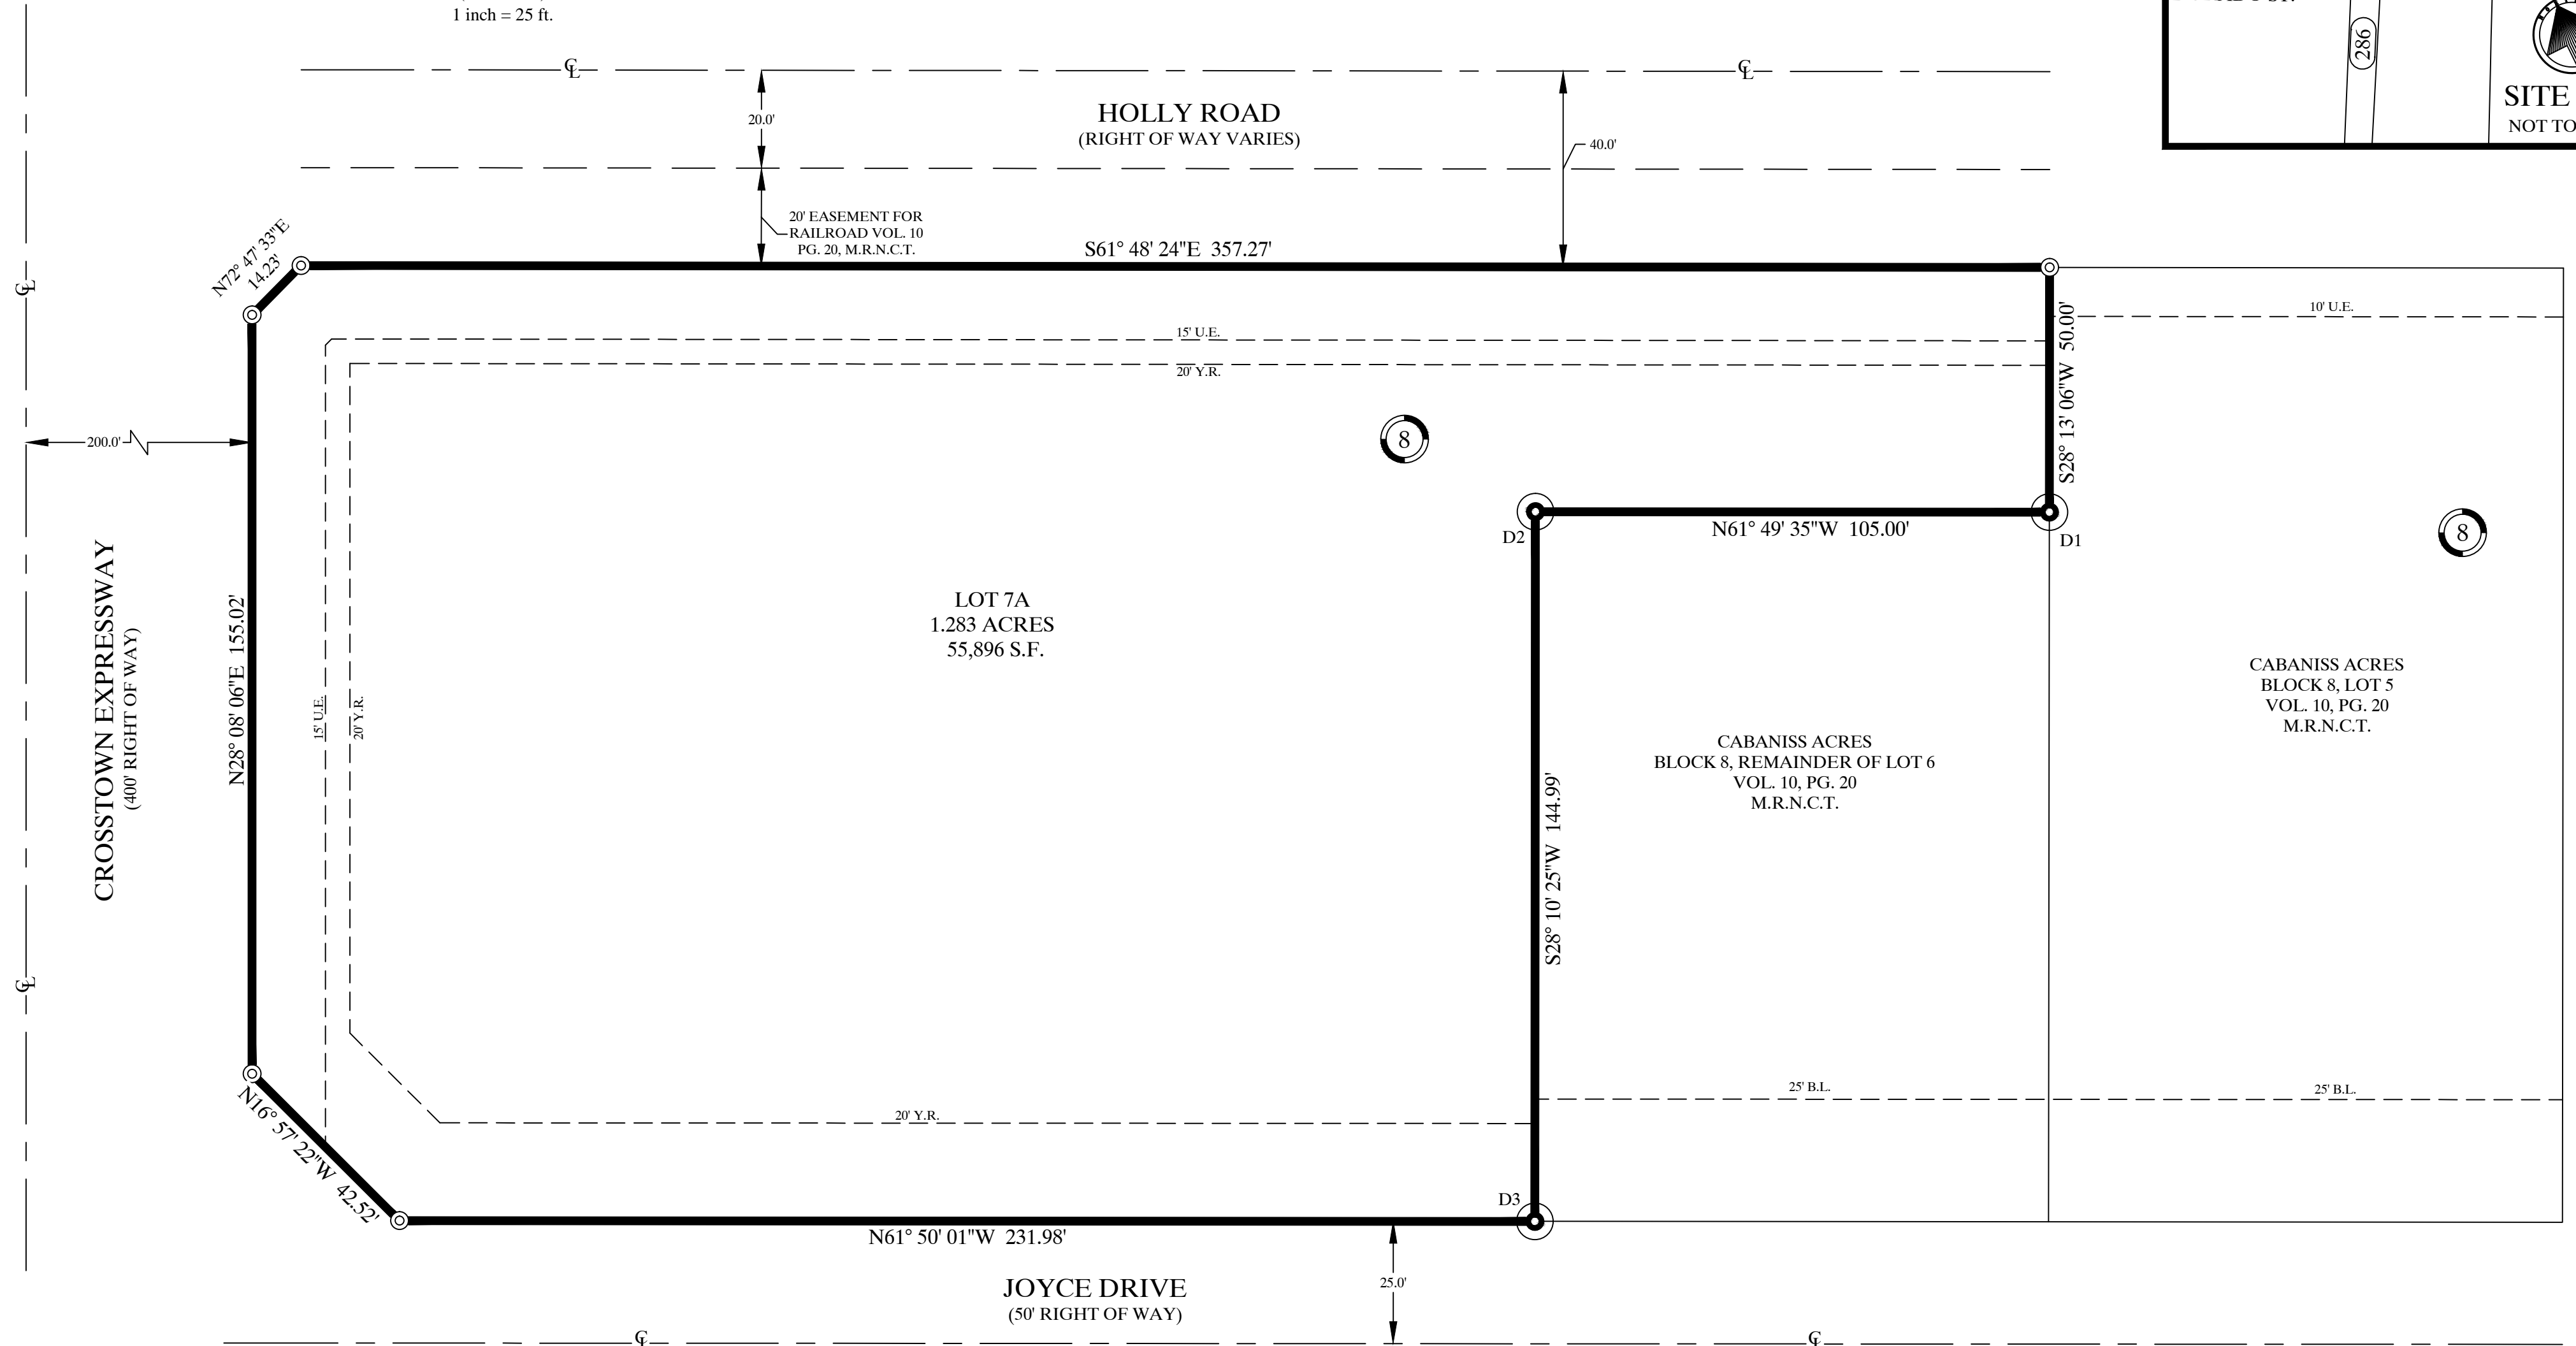 1 inch = 25 ft.
286
SITE
NOT TO
℄
℄
HOLLY ROAD
(RIGHT OF WAY VARIES)
20.0'
40.0'
20' EASEMENT FOR
RAILROAD VOL. 10
PG. 20, M.R.N.C.T.
S61° 48' 24"E 357.27'
N72° 47' 33"E
14.23'
℄
15' U.E.
20' Y.R.
10' U.E.
S28° 13' 06"W 50.00'
8
200.0'
D2
N61° 49' 35"W 105.00'
D1
8
CROSSTOWN EXPRESSWAY
(400' RIGHT OF WAY)
N28° 08' 06"E 155.02'
15' U.E.
20' Y.R.
LOT 7A
1.283 ACRES
55,896 S.F.
S28° 10' 25"W 144.99'
CABANISS ACRES
BLOCK 8, REMAINDER OF LOT 6
VOL. 10, PG. 20
M.R.N.C.T.
CABANISS ACRES
BLOCK 8, LOT 5
VOL. 10, PG. 20
M.R.N.C.T.
℄
25' B.L.
25' B.L.
20' Y.R.
N16° 57' 22"W 42.52'
D3
N61° 50' 01"W 231.98'
JOYCE DRIVE
(50' RIGHT OF WAY)
25.0'
℄
℄